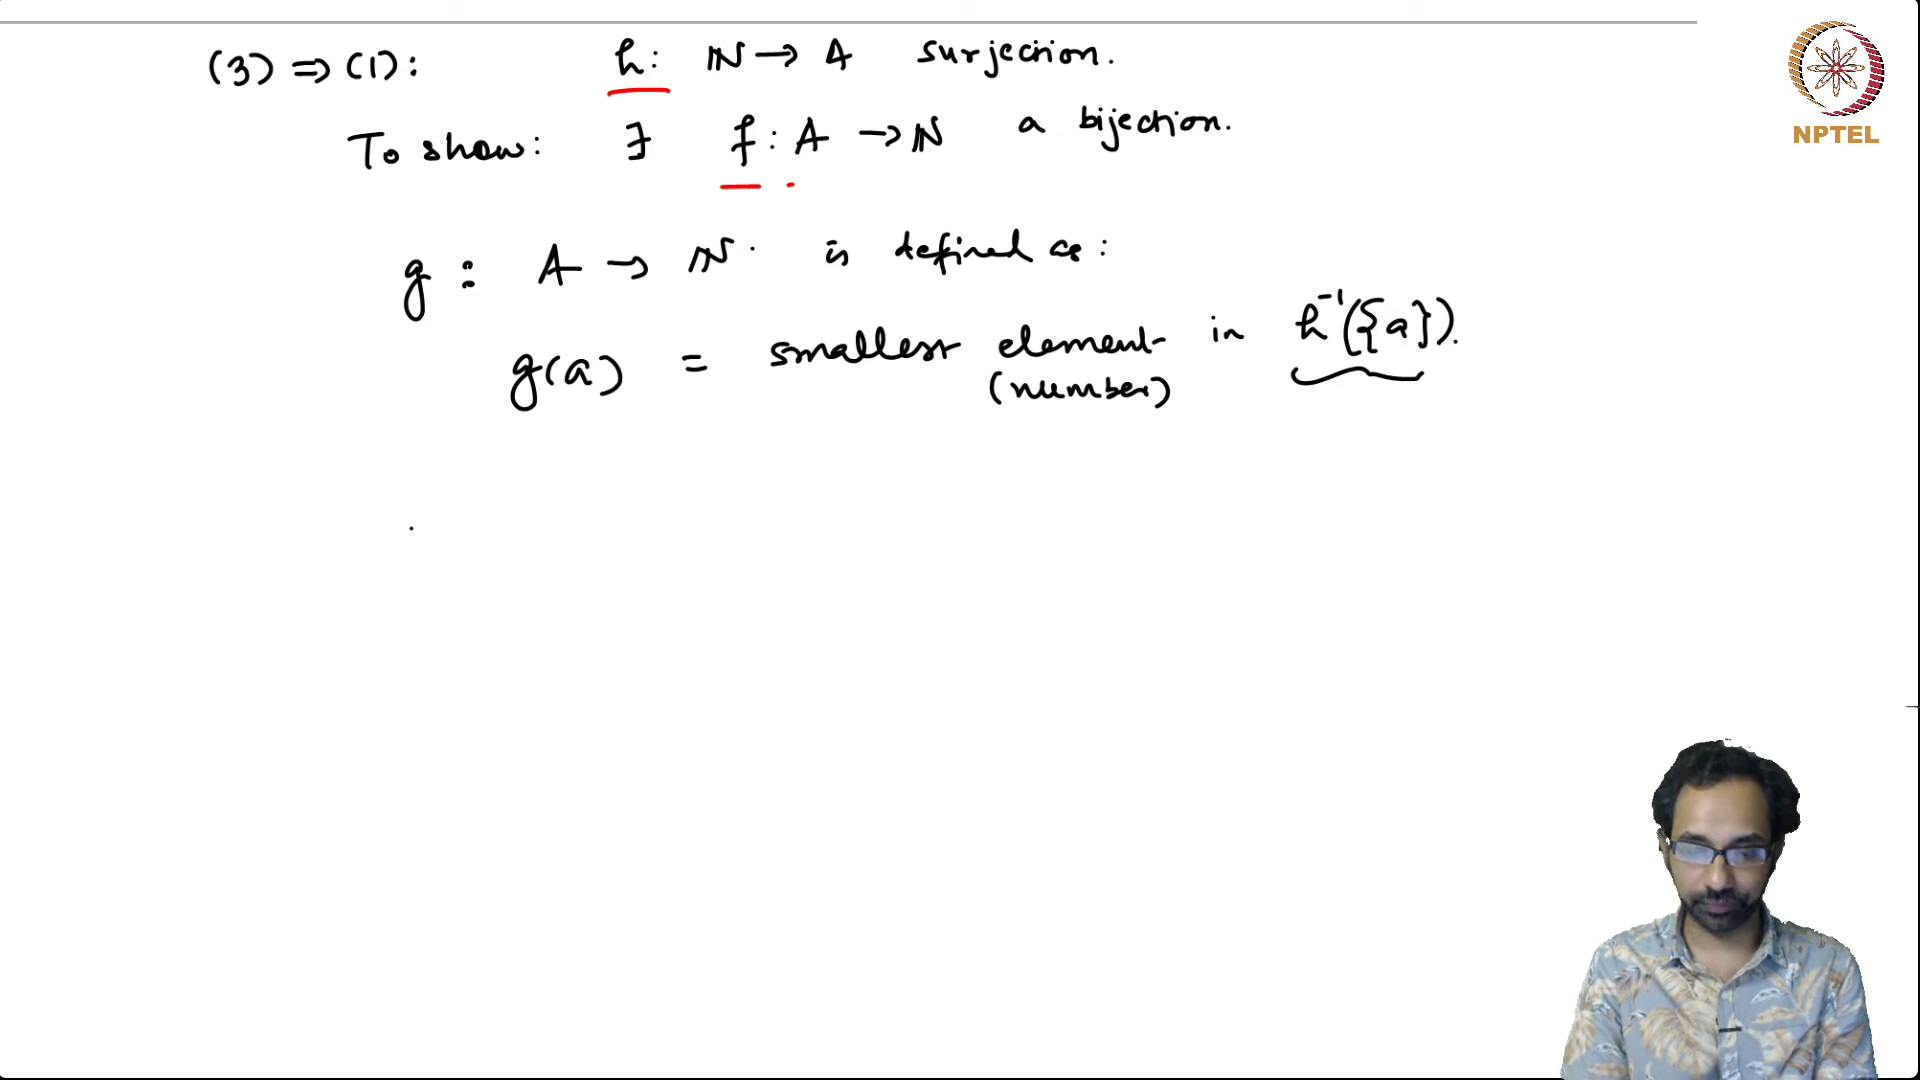 (3) ⇒ (1): h: ℕ → A surjection.
To show: ∃ f: A → ℕ a bijection.
g: A → ℕ. is defined as:
g(a) = smallest element in h⁻¹({a}).
(number)
NPTEL